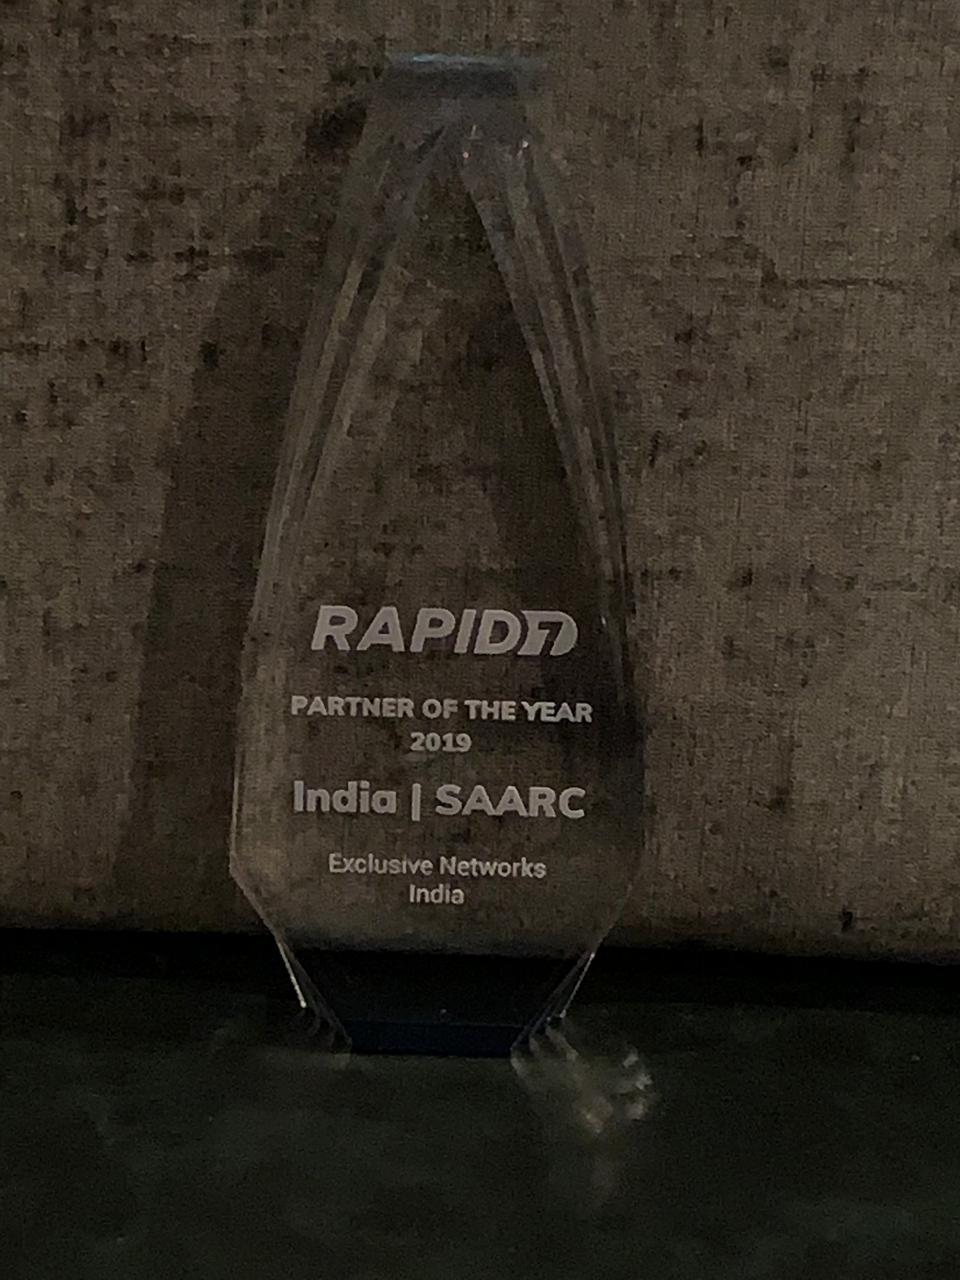 RAPID7
PARTNER OF THE YEAR
2019
India | SAARC
Exclusive Networks
India